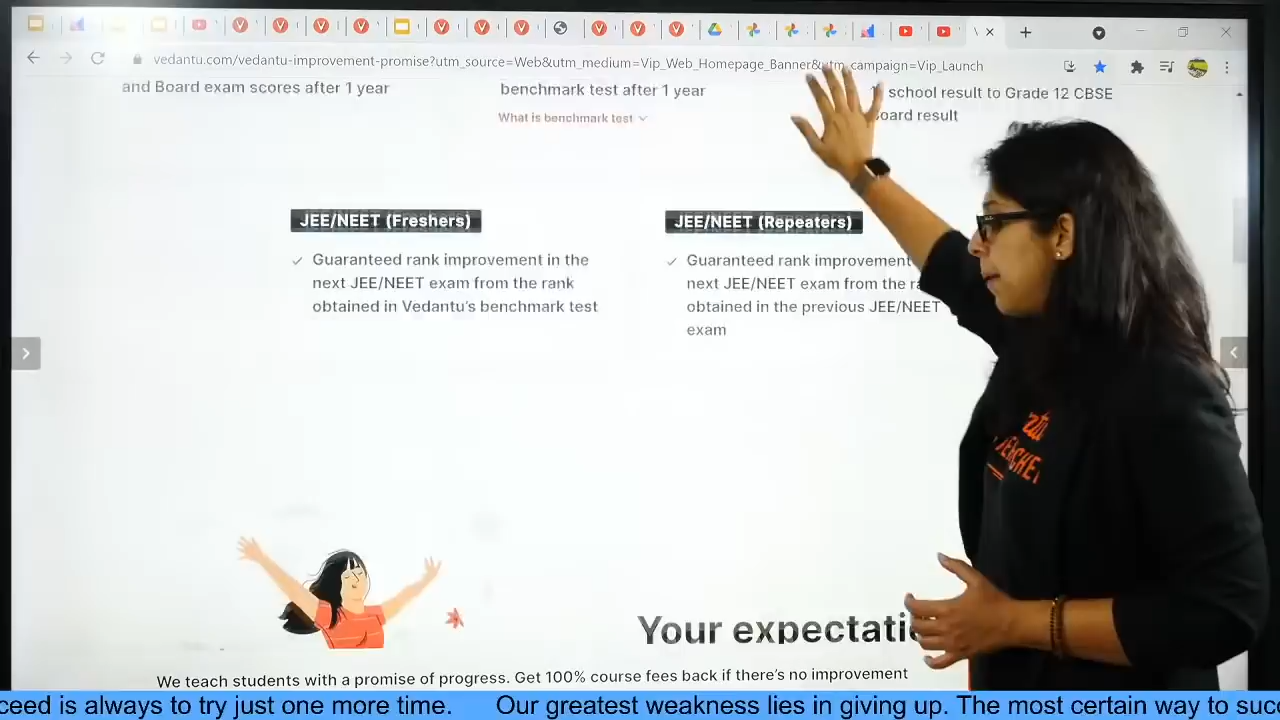 vedantu.com/vedantu-improvement-promise?utm_source=Web&utm_medium=Vip_Web_Homepage_Banner&utm_campaign=Vip_Launch
and Board exam scores after 1 year
benchmark test after 1 year
What is benchmark test
school result to Grade 12 CBSE
oard result
JEE/NEET (Freshers)
Guaranteed rank improvement in the
next JEE/NEET exam from the rank
obtained in Vedantu's benchmark test
JEE/NEET (Repeaters)
Guaranteed rank improvement
next JEE/NEET exam from the ra
obtained in the previous JEE/NEET
exam
Your expectati
We teach students with a promise of progress. Get 100% course fees back if there's no improvement
ceed is always to try just one more time. Our greatest weakness lies in giving up. The most certain way to succ